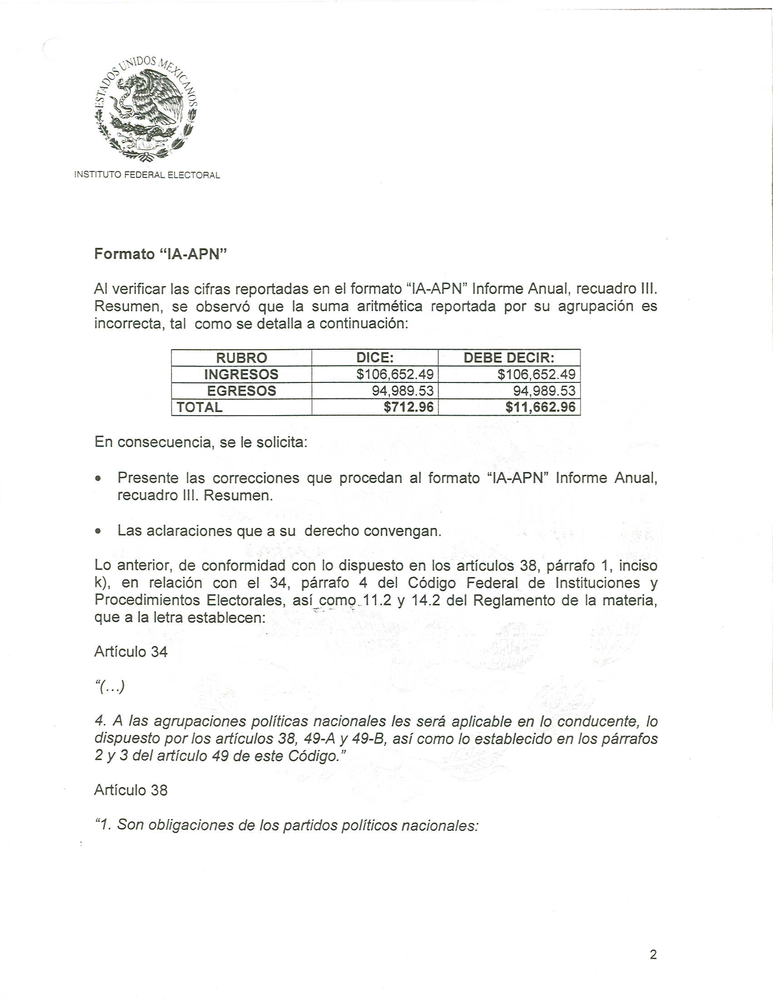 ESTADOS UNIDOS MEXICANOS
INSTITUTO FEDERAL ELECTORAL
Formato “IA-APN”
Al verificar las cifras reportadas en el formato “IA-APN” Informe Anual, recuadro III.
Resumen, se observó que la suma aritmética reportada por su agrupación es
incorrecta, tal como se detalla a continuación:
RUBRO DICE: DEBE DECIR:
INGRESOS $106,652.49 $106,652.49
EGRESOS 94,989.53 94,989.53
TOTAL $712.96 $11,662.96
En consecuencia, se le solicita:
• Presente las correcciones que procedan al formato “IA-APN” Informe Anual,
recuadro III. Resumen.
• Las aclaraciones que a su derecho convengan.
Lo anterior, de conformidad con lo dispuesto en los artículos 38, párrafo 1, inciso
k), en relación con el 34, párrafo 4 del Código Federal de Instituciones y
Procedimientos Electorales, así como 11.2 y 14.2 del Reglamento de la materia,
que a la letra establecen:
Artículo 34
“(...)
4. A las agrupaciones políticas nacionales les será aplicable en lo conducente, lo
dispuesto por los artículos 38, 49-A y 49-B, así como lo establecido en los párrafos
2 y 3 del artículo 49 de este Código.”
Artículo 38
“1. Son obligaciones de los partidos políticos nacionales:
2